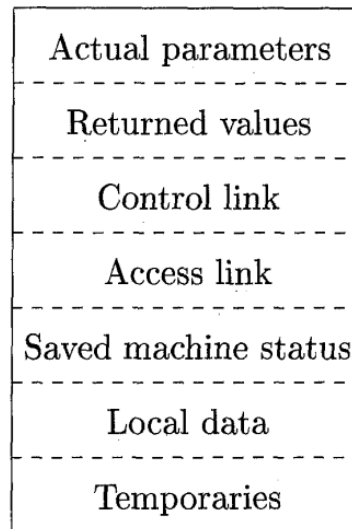 Actual parameters
Returned values
Control link
Access link
Saved machine status
Local data
Temporaries